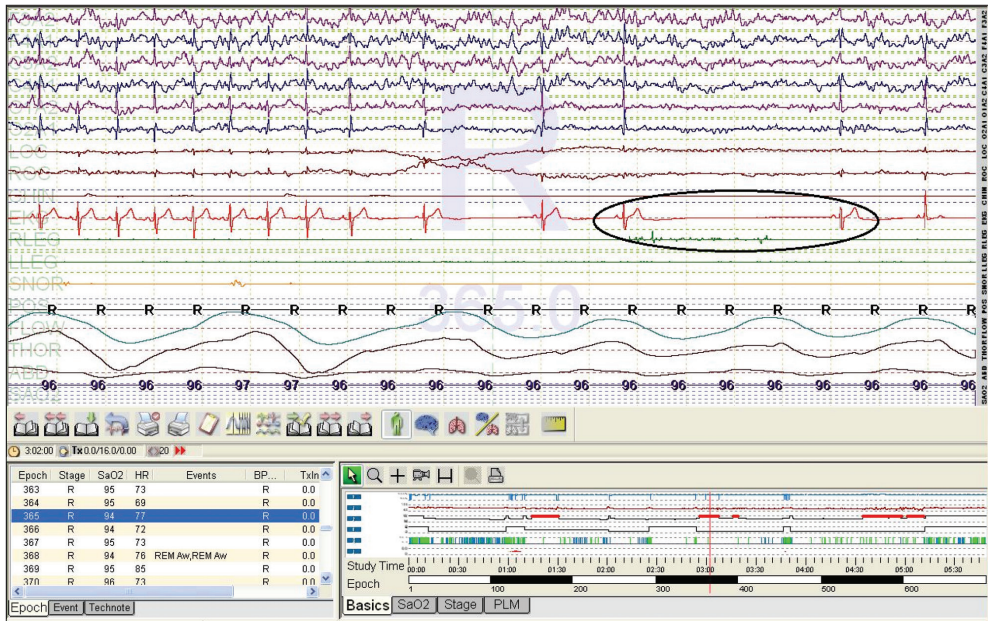 F3A2
F4A1
C3A2
C4A1
O1A2
O2A1
LOC
ROC
CHIN
EKG
RLEG
LLEG
SNOR
POS
FLOW
THOR
ABD
SAO2
R
365.0
R R R R R R R R R R R R R R R R R R R R
96 96 96 96 97 97 96 96 96 96 96 96 96 96 96 96 96 96 96 96
3:02:00 Tx 0.0/16.0/0.00 20
Epoch Stage SaO2 HR Events BP... TxIn
363 R 95 73 R 0.0
364 R 95 69 R 0.0
365 R 94 77 R 0.0
366 R 94 72 R 0.0
367 R 95 73 R 0.0
368 R 94 76 REM Aw,REM Aw R 0.0
369 R 95 85 R 0.0
370 R 96 73 R 0.0
Epoch Event Technote
Study Time 00:00 00:30 01:00 01:30 02:00 02:30 03:00 03:30 04:00 04:30 05:00 05:30
Epoch 1 100 200 300 400 500 600
Basics SaO2 Stage PLM